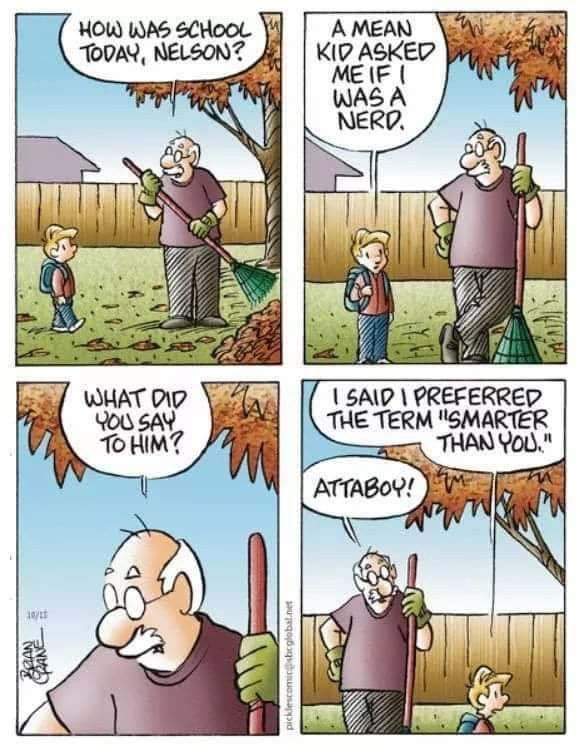 HOW WAS SCHOOL
TODAY, NELSON?
A MEAN
KID ASKED
ME IF I
WAS A
NERD.
WHAT DID
YOU SAY
TO HIM?
10/15
BRIAN
CRANE
picklescomic@sbcglobal.net
I SAID I PREFERRED
THE TERM "SMARTER
THAN YOU."
ATTABOY!